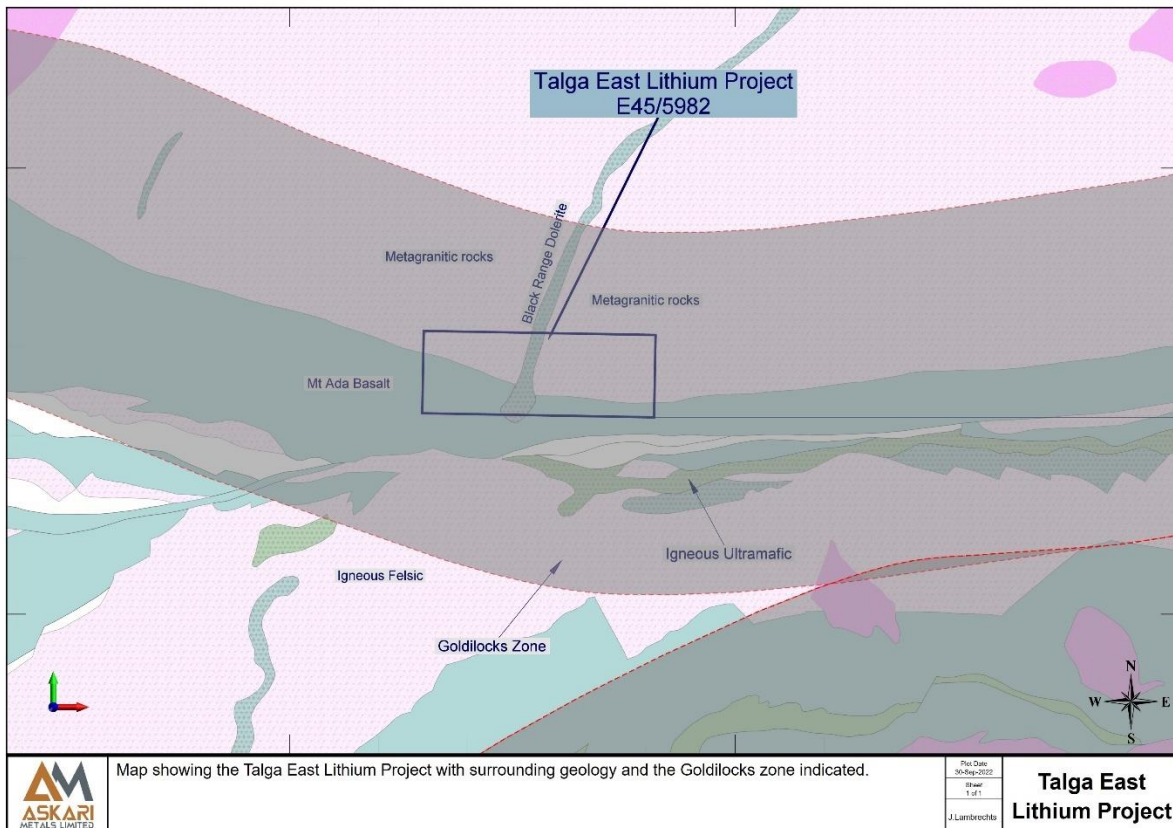 Talga East Lithium Project
E45/5982
Metagranitic rocks
Black Range Dolerite
Metagranitic rocks
Mt Ada Basalt
Igneous Ultramafic
Igneous Felsic
Goldilocks Zone
N
W
E
S
AM
ASKARI
METALS LIMITED
Map showing the Talga East Lithium Project with surrounding geology and the Goldilocks zone indicated.
Plot Date
30-Sep-2022
Sheet
1 of 1
J.Lambrechts
Talga East
Lithium Project